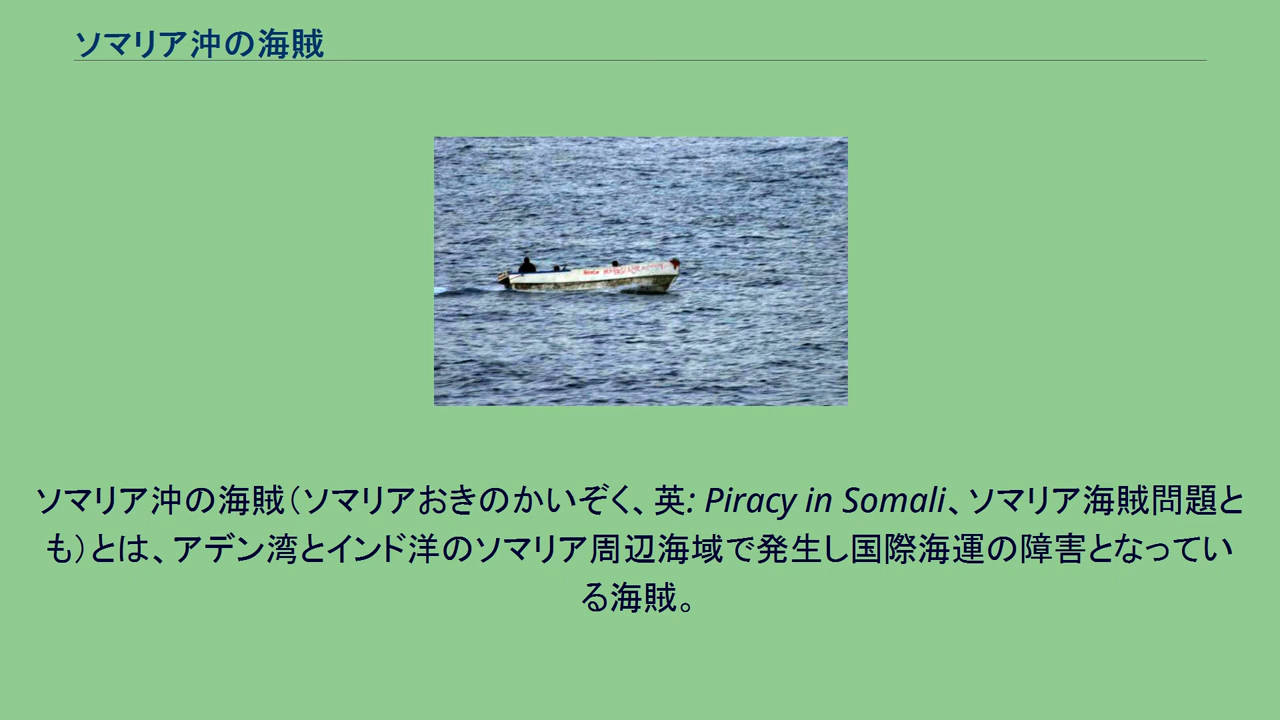 ソマリア沖の海賊
ソマリア沖の海賊（ソマリアおきのかいぞく、英: Piracy in Somali、ソマリア海賊問題と
も）とは、アデン湾とインド洋のソマリア周辺海域で発生し国際海運の障害となってい
る海賊。